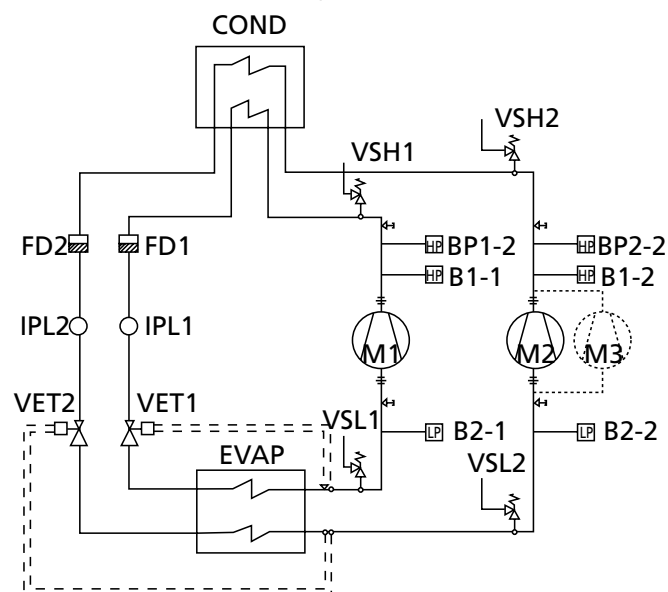 COND
VSH2
VSH1
FD2 FD1 HP BP1-2 HP BP2-2
HP B1-1 HP B1-2
IPL2 IPL1
M1 M2 M3
VET2 VET1
VSL1
LP B2-1 LP B2-2
EVAP
VSL2